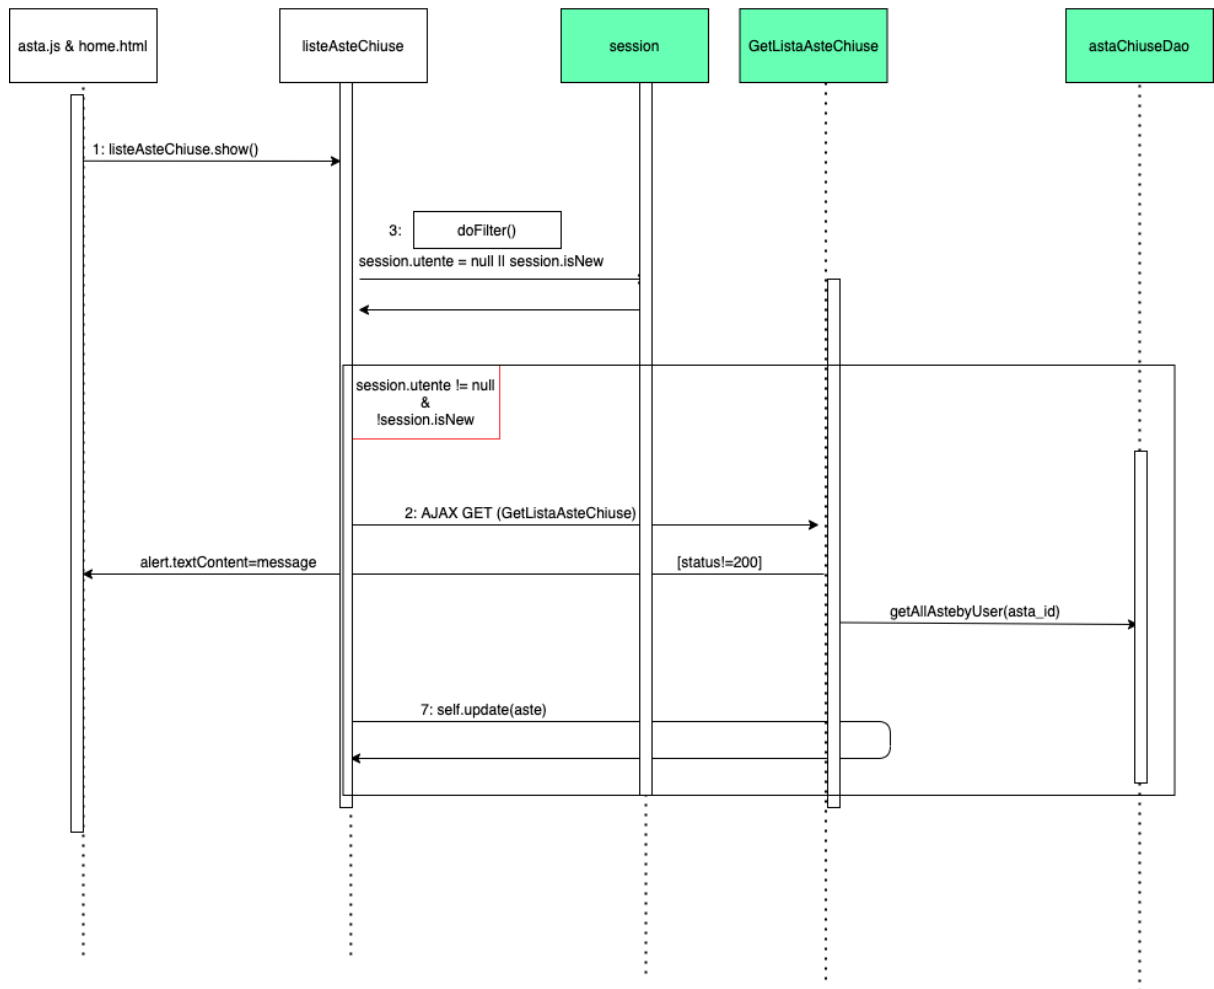 asta.js & home.html
listeAsteChiuse
session
GetListaAsteChiuse
astaChiuseDao
1: listeAsteChiuse.show()
3:
doFilter()
session.utente = null II session.isNew
session.utente != null
&
!session.isNew
2: AJAX GET (GetListaAsteChiuse)
alert.textContent=message
[status!=200]
getAllAstebyUser(asta_id)
7: self.update(aste)